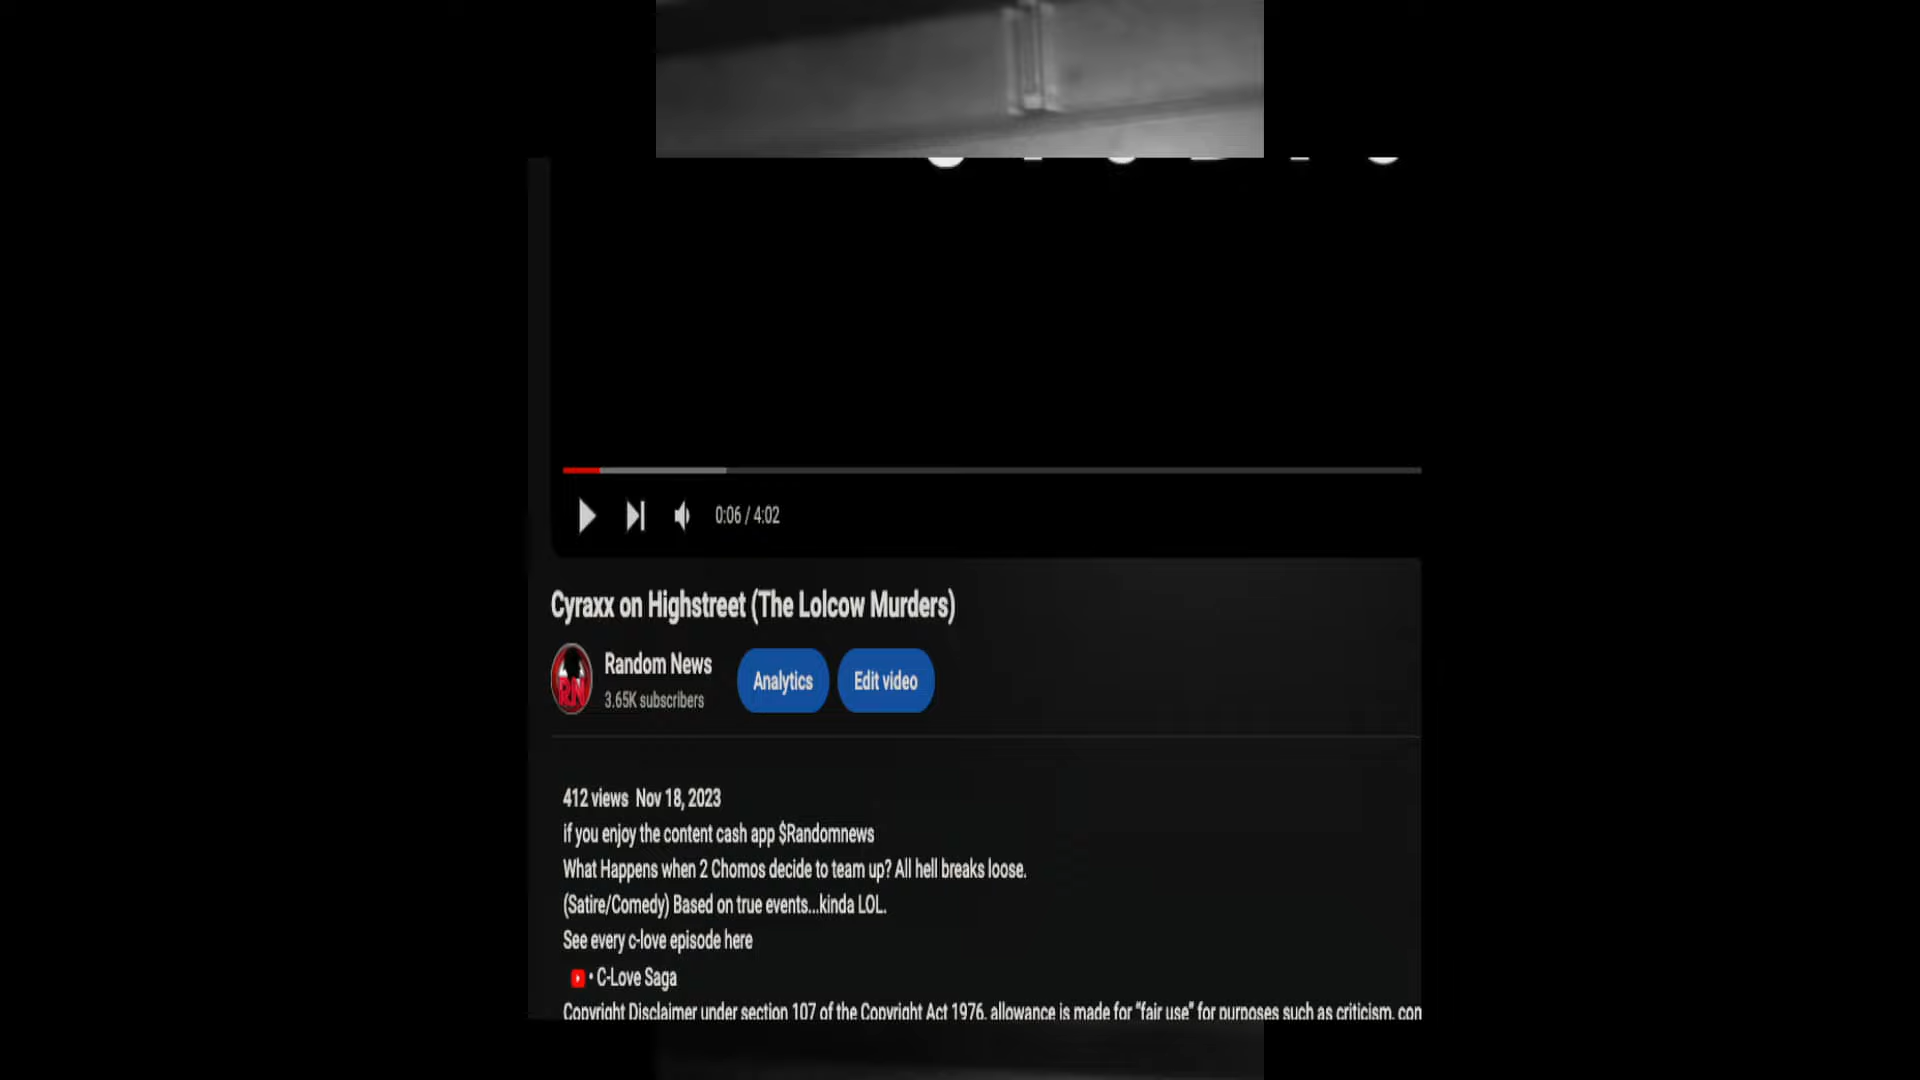 0:06 / 4:02
Cyraxx on Highstreet (The Lolcow Murders)
RN
Random News
3.65K subscribers
Analytics
Edit video
412 views Nov 18, 2023
if you enjoy the content cash app $Randomnews
What Happens when 2 Chomos decide to team up? All hell breaks loose.
(Satire/Comedy) Based on true events...kinda LOL.
See every c-love episode here
• C-Love Saga
Copyright Disclaimer under section 107 of the Copyright Act 1976, allowance is made for “fair use” for purposes such as criticism, con